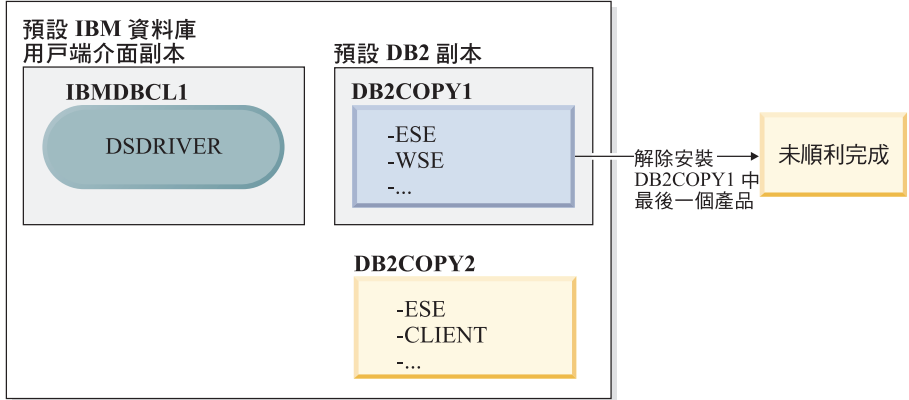 預設 IBM 資料庫
用戶端介面副本
IBMDBCL1
DSDRIVER
預設 DB2 副本
DB2COPY1
-ESE
-WSE
-...
解除安裝
DB2COPY1 中
最後一個產品
未順利完成
DB2COPY2
-ESE
-CLIENT
-...